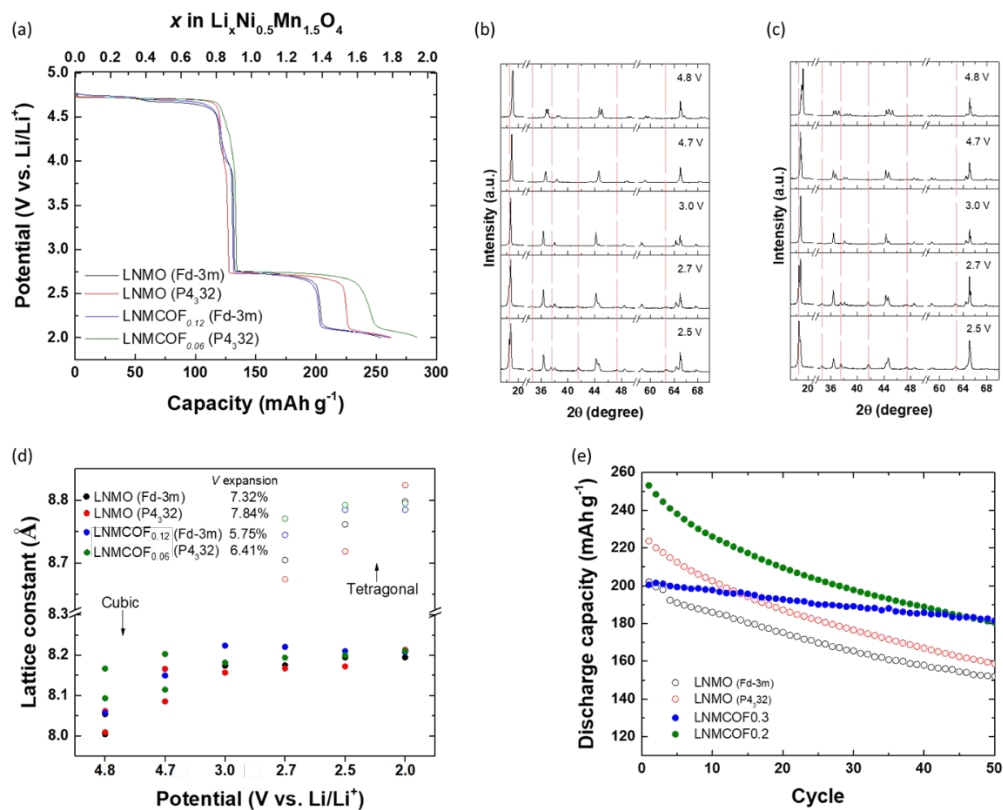 (a)
x in LixNi0.5Mn1.5O4
0.0 0.2 0.4 0.6 0.8 1.0 1.2 1.4 1.6 1.8 2.0
Potential (V vs. Li/Li+)
5.0
4.5
4.0
3.5
3.0
2.5
2.0
1.5
LNMO (Fd-3m)
LNMO (P4332)
LNMCOF0.12 (Fd-3m)
LNMCOF0.06 (P4332)
0 50 100 150 200 250 300
Capacity (mAh g-1)
(b)
Intensity (a.u.)
4.8 V
4.7 V
3.0 V
2.7 V
2.5 V
20 36 40 44 48 60 64 68
2θ (degree)
(c)
Intensity (a.u.)
4.8 V
4.7 V
3.0 V
2.7 V
2.5 V
20 36 40 44 48 60 64 68
2θ (degree)
(d)
Lattice constant (Å)
8.8
8.7
8.3
8.2
8.1
8.0
V expansion
LNMO (Fd-3m) 7.32%
LNMO (P4332) 7.84%
LNMCOF0.12 (Fd-3m) 5.75%
LNMCOF0.06 (P4332) 6.41%
Cubic
Tetragonal
4.8 4.7 3.0 2.7 2.5 2.0
Potential (V vs. Li/Li+)
(e)
Discharge capacity (mAh g-1)
260
240
220
200
180
160
140
120
LNMO (Fd-3m)
LNMO (P4332)
LNMCOF0.3
LNMCOF0.2
0 10 20 30 40 50
Cycle